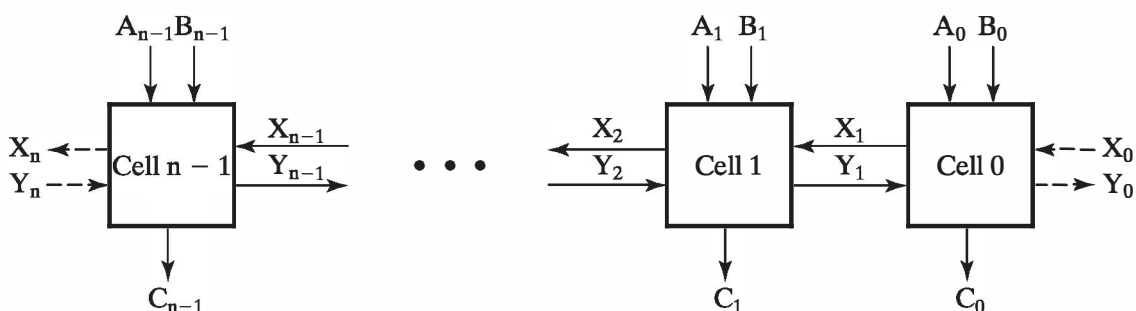 A_{n-1} B_{n-1} A_1 B_1 A_0 B_0
X_n X_{n-1} X_2 X_1 X_0
Cell n − 1 • • • Cell 1 Cell 0
Y_n Y_{n-1} Y_2 Y_1 Y_0
C_{n-1} C_1 C_0